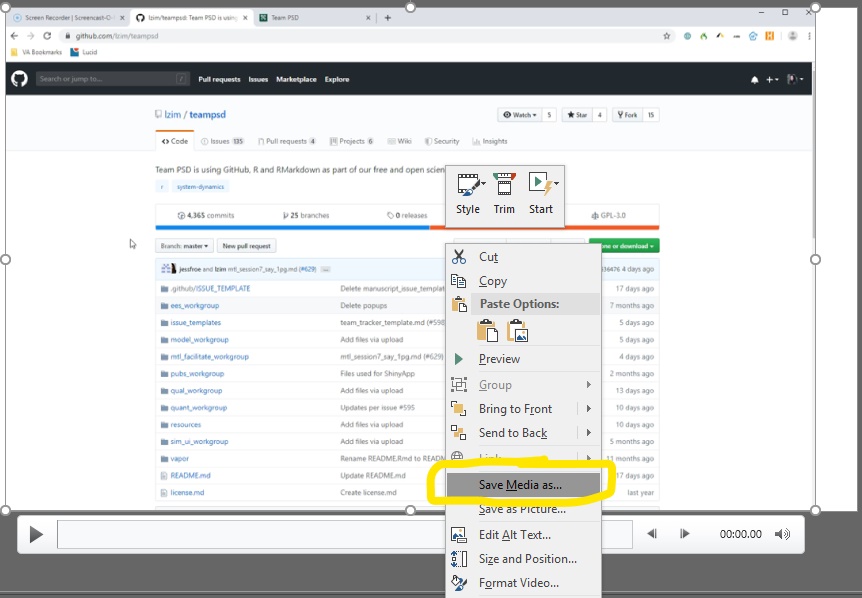 Screen Recorder | Screencast-O-
lzim/teampsd: Team PSD is using
Team PSD
github.com/lzim/teampsd
VA Bookmarks Lucid
Search or jump to... /
Pull requests Issues Marketplace Explore
lzim / teampsd
Watch 5 Star 4 Fork 15
Code Issues 135 Pull requests 4 Projects 6 Wiki Security Insights
Team PSD is using GitHub, R and RMarkdown as part of our free and open scien
r system-dynamics
4,365 commits 25 branches 0 releases GPL-3.0
Branch: master New pull request one or download
jessfroe and lzim mtl_session7_say_1pg.md (#629) ... 36476 4 days ago
.github/ISSUE_TEMPLATE Delete manuscript_issue_templat 17 days ago
ees_workgroup Delete popups 7 months ago
issue_templates team_tracker_template.md (#598 5 days ago
model_workgroup Add files via upload 5 days ago
mtl_facilitate_workgroup mtl_session7_say_1pg.md (#629) 4 days ago
pubs_workgroup Files used for ShinyApp 2 months ago
qual_workgroup Add files via upload 13 days ago
quant_workgroup Updates per issue #595 10 days ago
resources Add files via upload 10 days ago
sim_ui_workgroup Add files via upload 5 months ago
vapor Rename README.Rmd to READM 11 months ago
README.md Update README.md 17 days ago
license.md Create license.md last year
Style Trim Start
Cut
Copy
Paste Options:
Preview
Group
Bring to Front
Send to Back
Link
Save Media as...
Save as Picture...
Edit Alt Text...
Size and Position...
Format Video...
00:00.00